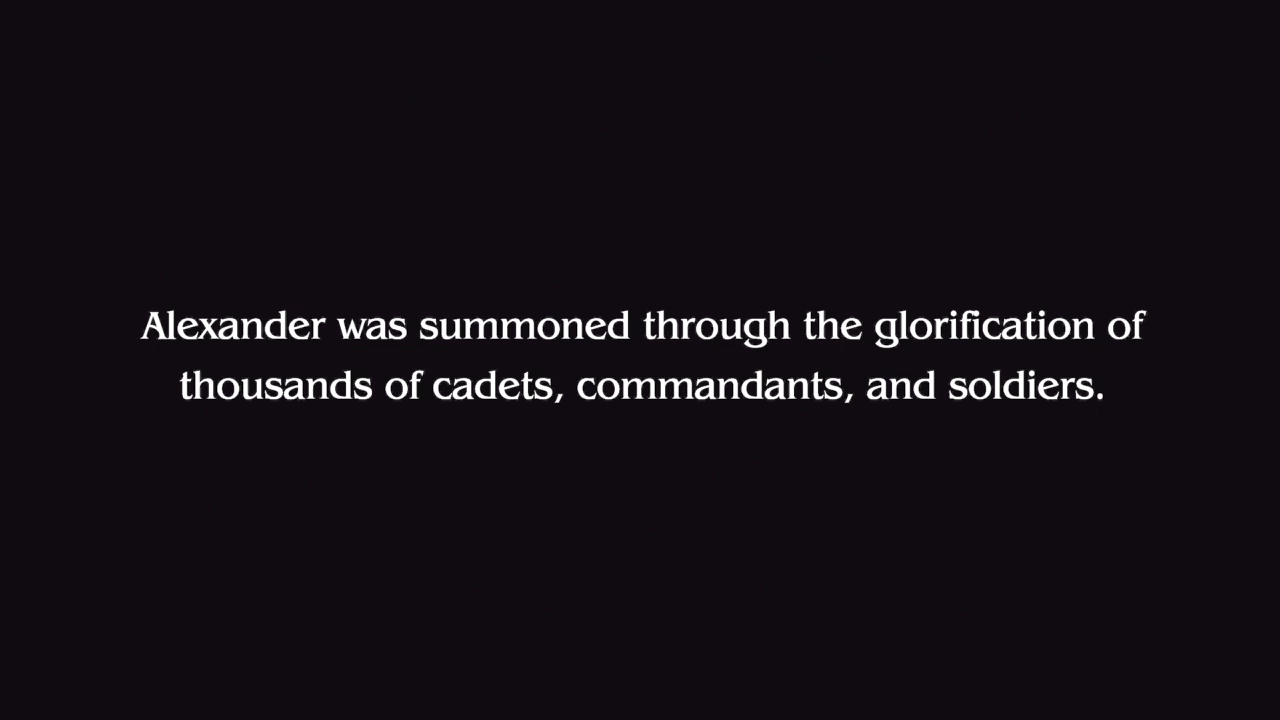 Alexander was summoned through the glorification of
thousands of cadets, commandants, and soldiers.